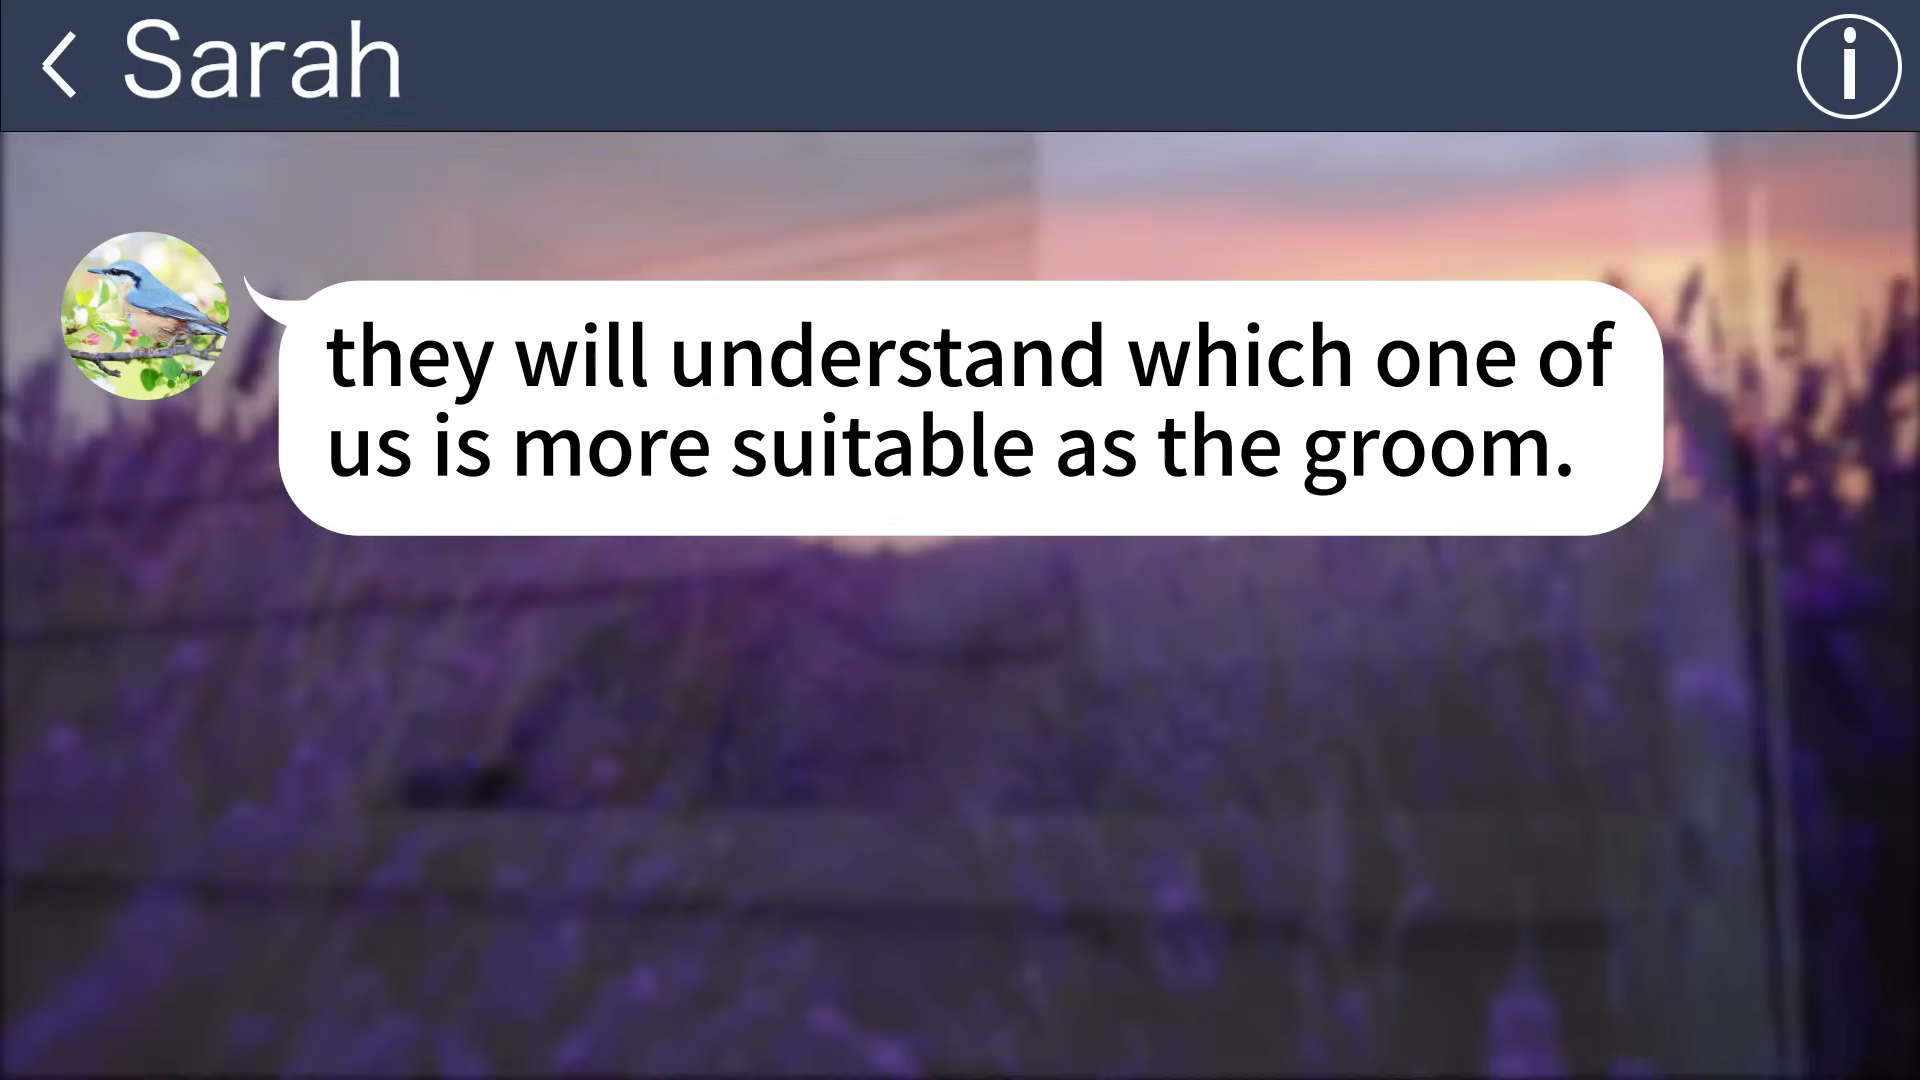 Sarah
they will understand which one of
us is more suitable as the groom.